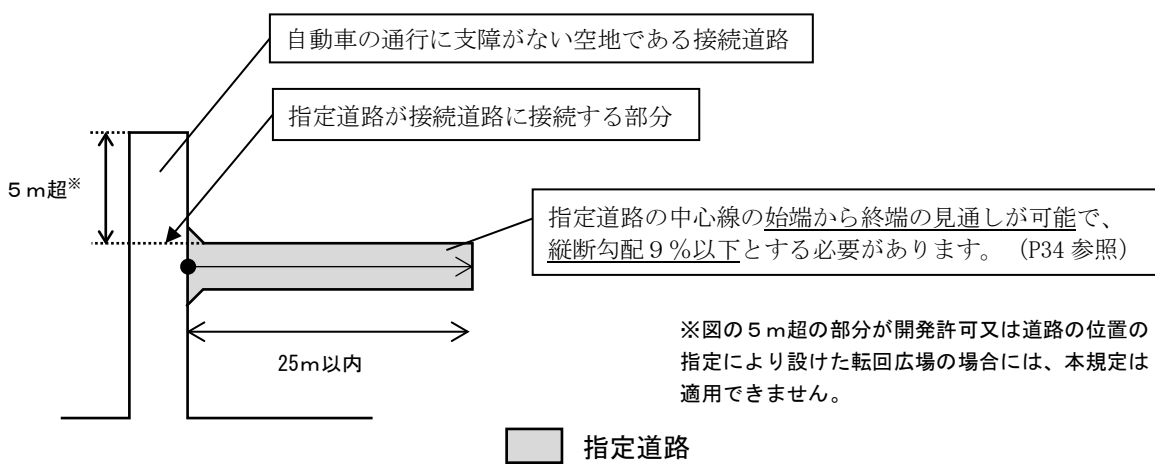 自動車の通行に支障がない空地である接続道路
指定道路が接続道路に接続する部分
5m超※
指定道路の中心線の始端から終端の見通しが可能で、
縦断勾配9%以下とする必要があります。（P34 参照）
25m以内
※図の5m超の部分が開発許可又は道路の位置の
指定により設けた転回広場の場合には、本規定は
適用できません。
指定道路